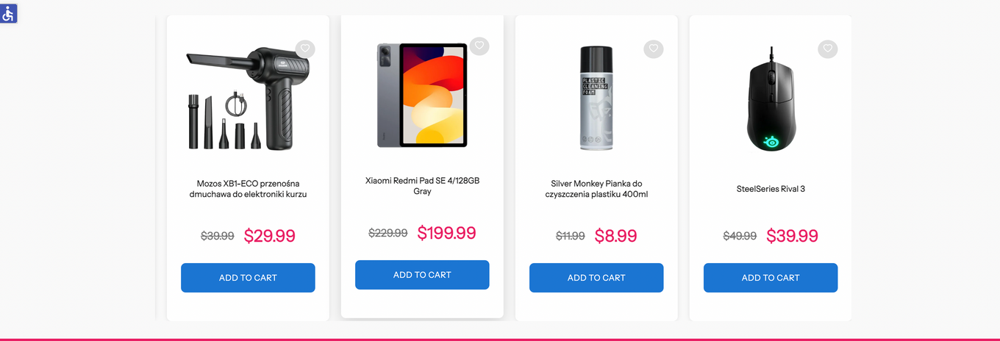 PLASTIC
CLEANING
FOAM
Mozos XB1-ECO przenośna
dmuchawa do elektroniki kurzu
$39.99 $29.99
ADD TO CART
Xiaomi Redmi Pad SE 4/128GB
Gray
$229.99 $199.99
ADD TO CART
Silver Monkey Pianka do
czyszczenia plastiku 400ml
$11.99 $8.99
ADD TO CART
SteelSeries Rival 3
$49.99 $39.99
ADD TO CART